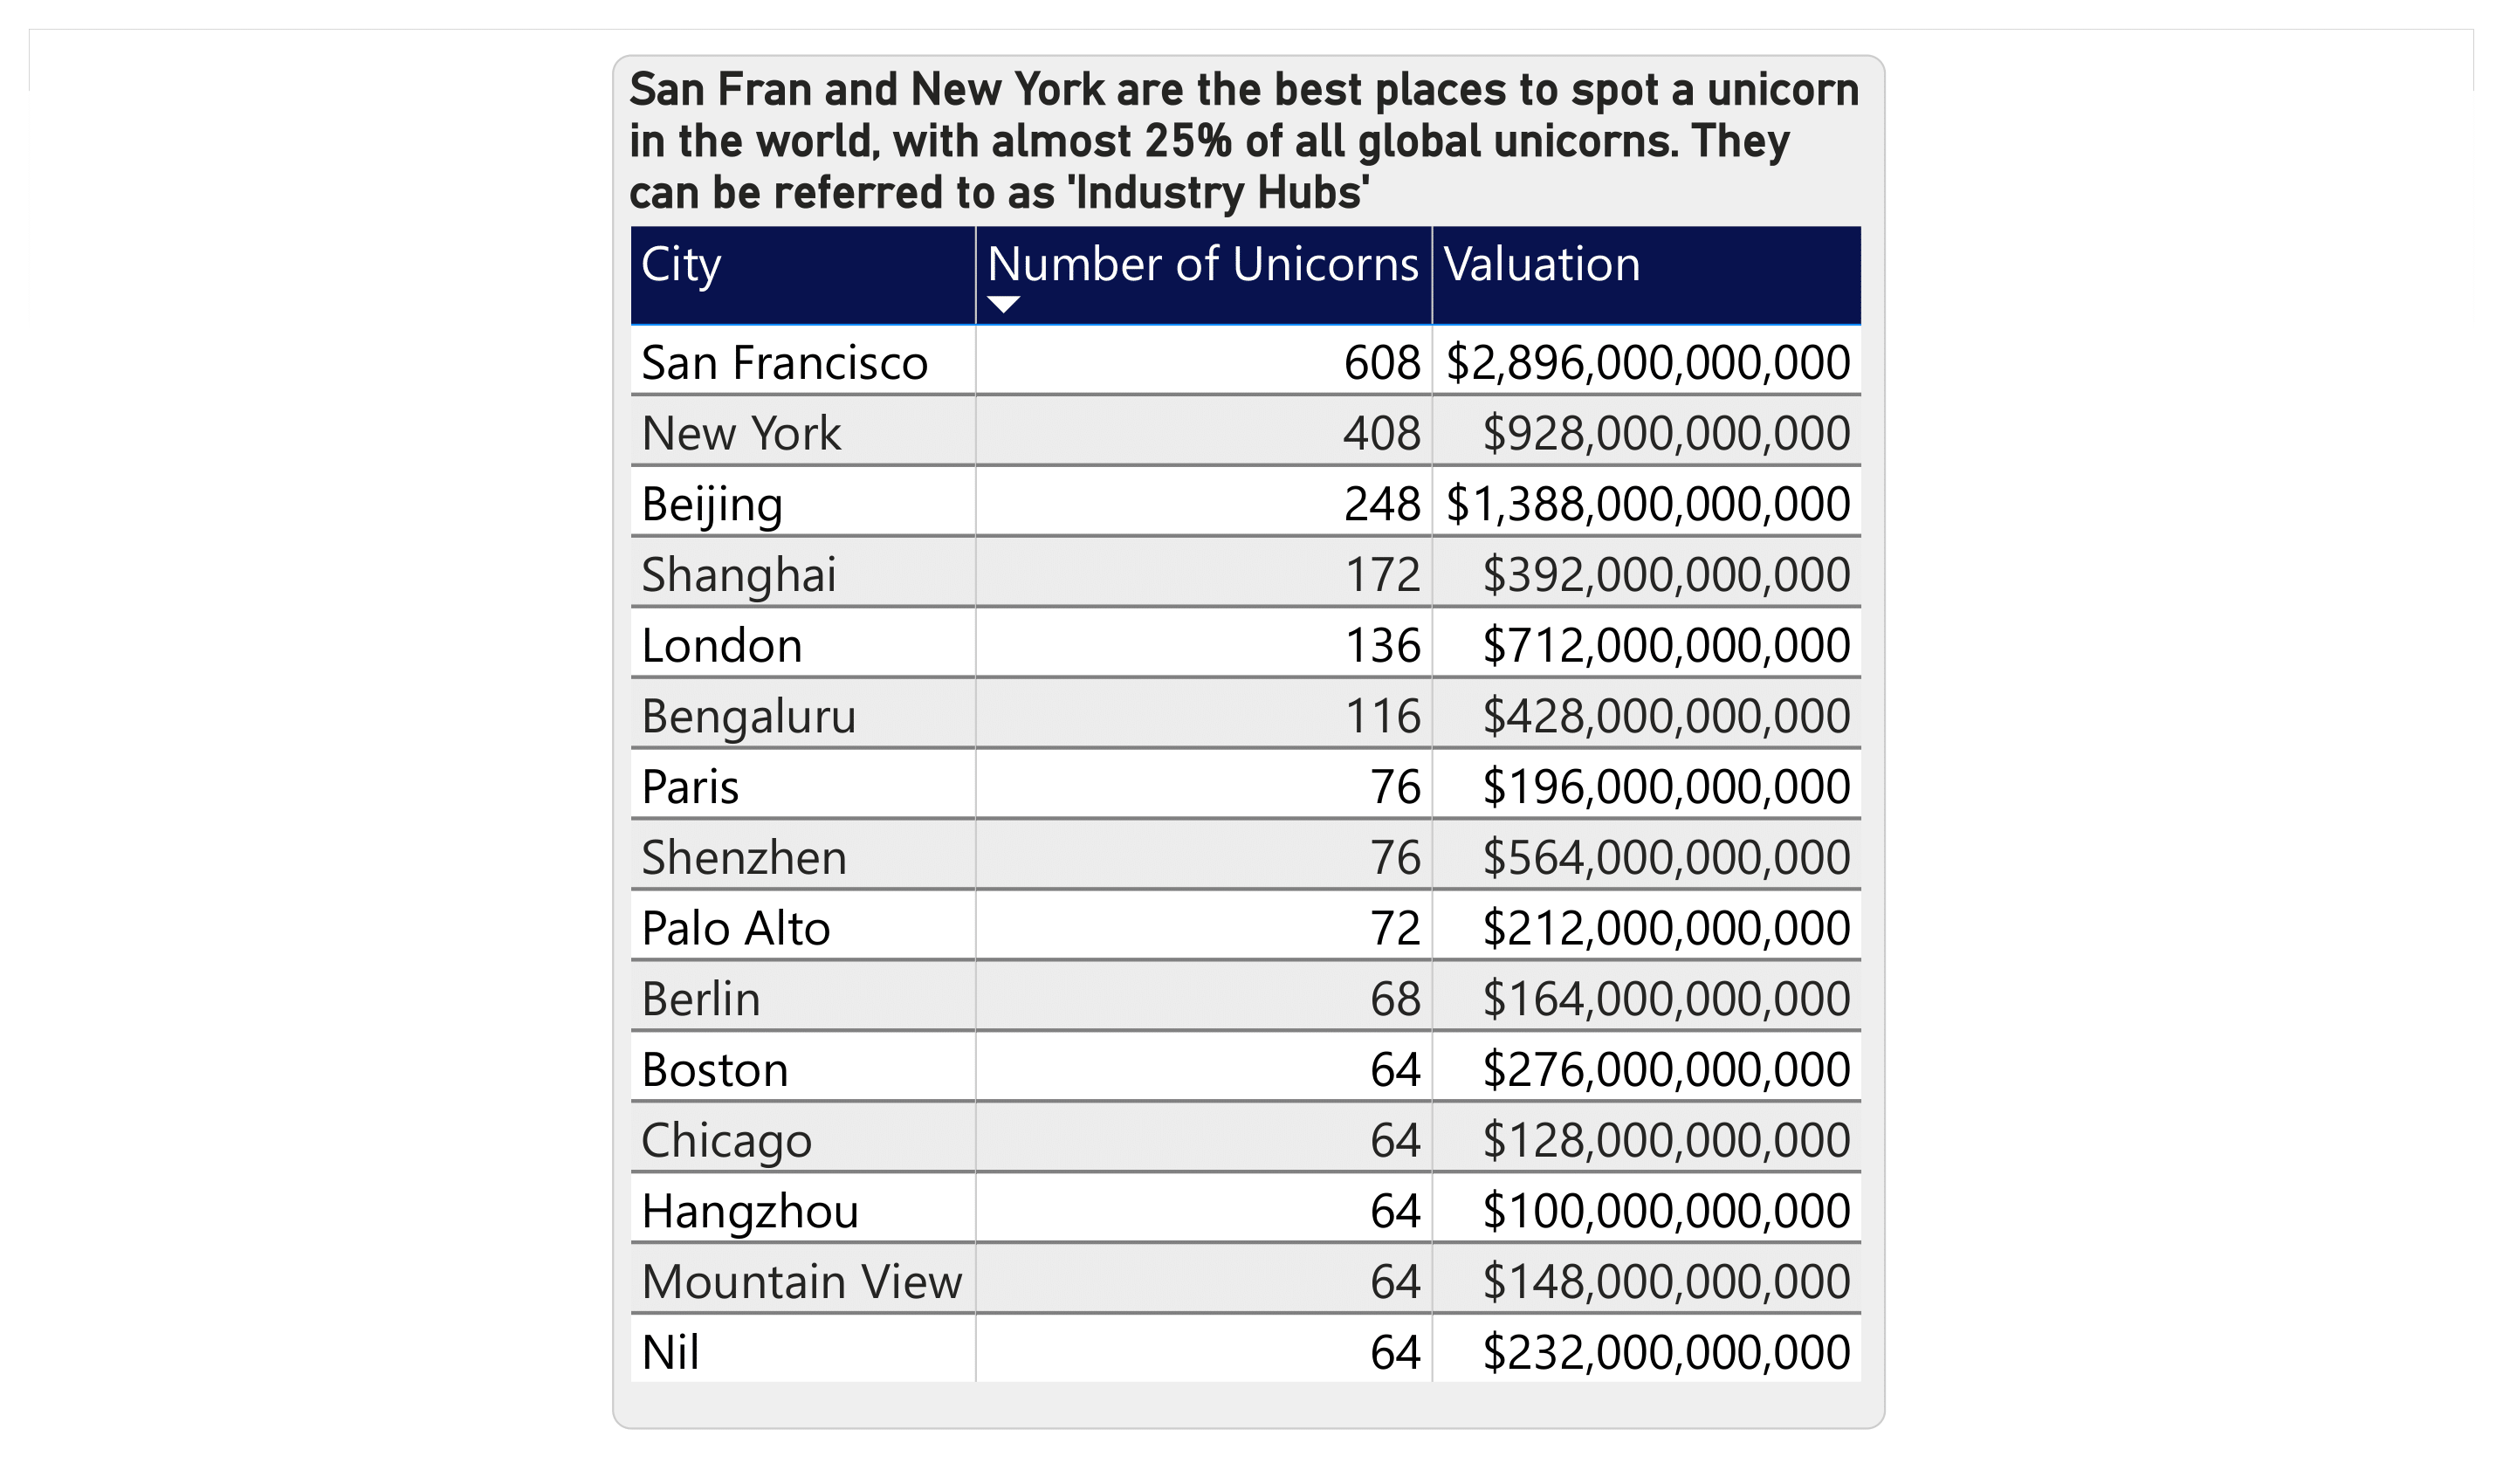 San Fran and New York are the best places to spot a unicorn
in the world, with almost 25% of all global unicorns. They
can be referred to as 'Industry Hubs'
City Number of Unicorns Valuation
San Francisco 608 $2,896,000,000,000
New York 408 $928,000,000,000
Beijing 248 $1,388,000,000,000
Shanghai 172 $392,000,000,000
London 136 $712,000,000,000
Bengaluru 116 $428,000,000,000
Paris 76 $196,000,000,000
Shenzhen 76 $564,000,000,000
Palo Alto 72 $212,000,000,000
Berlin 68 $164,000,000,000
Boston 64 $276,000,000,000
Chicago 64 $128,000,000,000
Hangzhou 64 $100,000,000,000
Mountain View 64 $148,000,000,000
Nil 64 $232,000,000,000